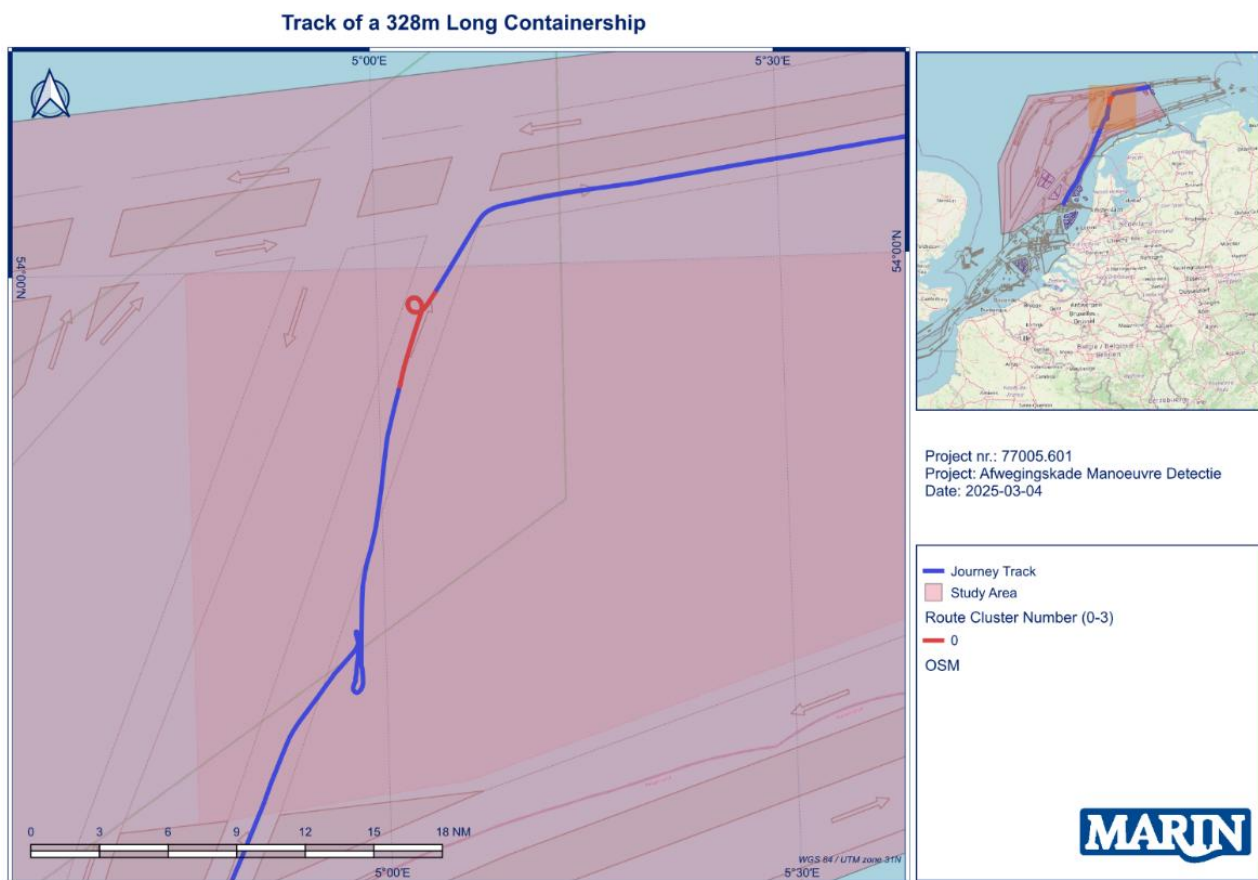 Track of a 328m Long Containership
5°00'E
5°30'E
54°00'N
54°00'N
0 3 6 9 12 15 18 NM
5°00'E
5°30'E
WGS 84 / UTM zone 31N
Project nr.: 77005.601
Project: Afwegingskade Manoeuvre Detectie
Date: 2025-03-04
Journey Track
Study Area
Route Cluster Number (0-3)
0
OSM
MARIN